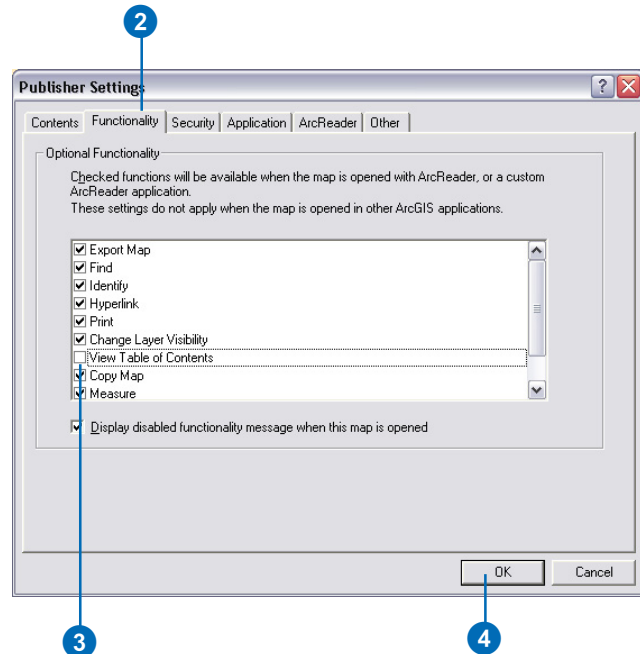 2
Publisher Settings
Contents Functionality Security Application ArcReader Other
Optional Functionality
Checked functions will be available when the map is opened with ArcReader, or a custom
ArcReader application.
These settings do not apply when the map is opened in other ArcGIS applications.
Export Map
Find
Identify
Hyperlink
Print
Change Layer Visibility
View Table of Contents
Copy Map
Measure
Display disabled functionality message when this map is opened
OK Cancel
3 4